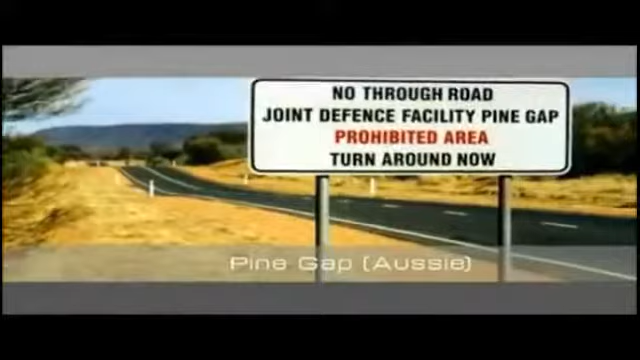 NO THROUGH ROAD
JOINT DEFENCE FACILITY PINE GAP
PROHIBITED AREA
TURN AROUND NOW
Pine Gap (Aussie)